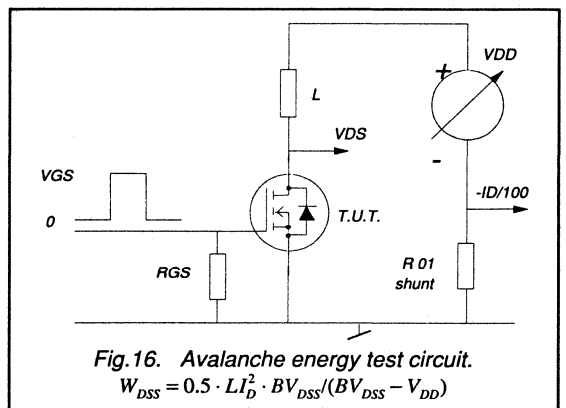 +
VDD
L
VDS
-
VGS
-ID/100
0
T.U.T.
RGS
R 01
shunt
Fig.16. Avalanche energy test circuit.
W_DSS = 0.5 · LI_D^2 · BV_DSS/(BV_DSS − V_DD)